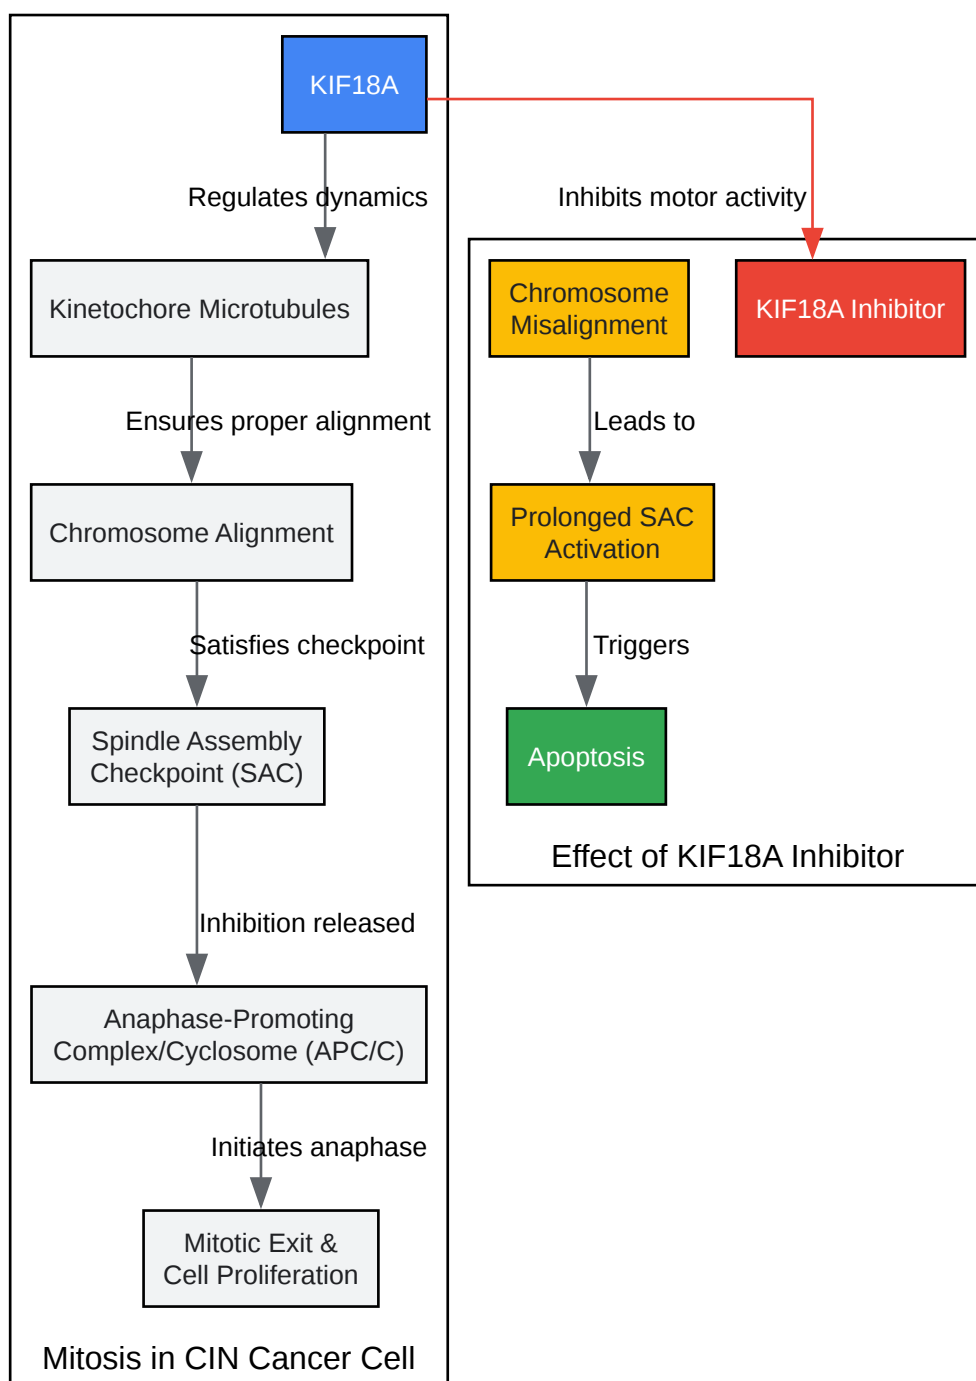 KIF18A
Regulates dynamics
Kinetochore Microtubules
Ensures proper alignment
Chromosome Alignment
Satisfies checkpoint
Spindle Assembly
Checkpoint (SAC)
Inhibition released
Anaphase-Promoting
Complex/Cyclosome (APC/C)
Initiates anaphase
Mitotic Exit &
Cell Proliferation
Mitosis in CIN Cancer Cell
Inhibits motor activity
KIF18A Inhibitor
Chromosome
Misalignment
Leads to
Prolonged SAC
Activation
Triggers
Apoptosis
Effect of KIF18A Inhibitor